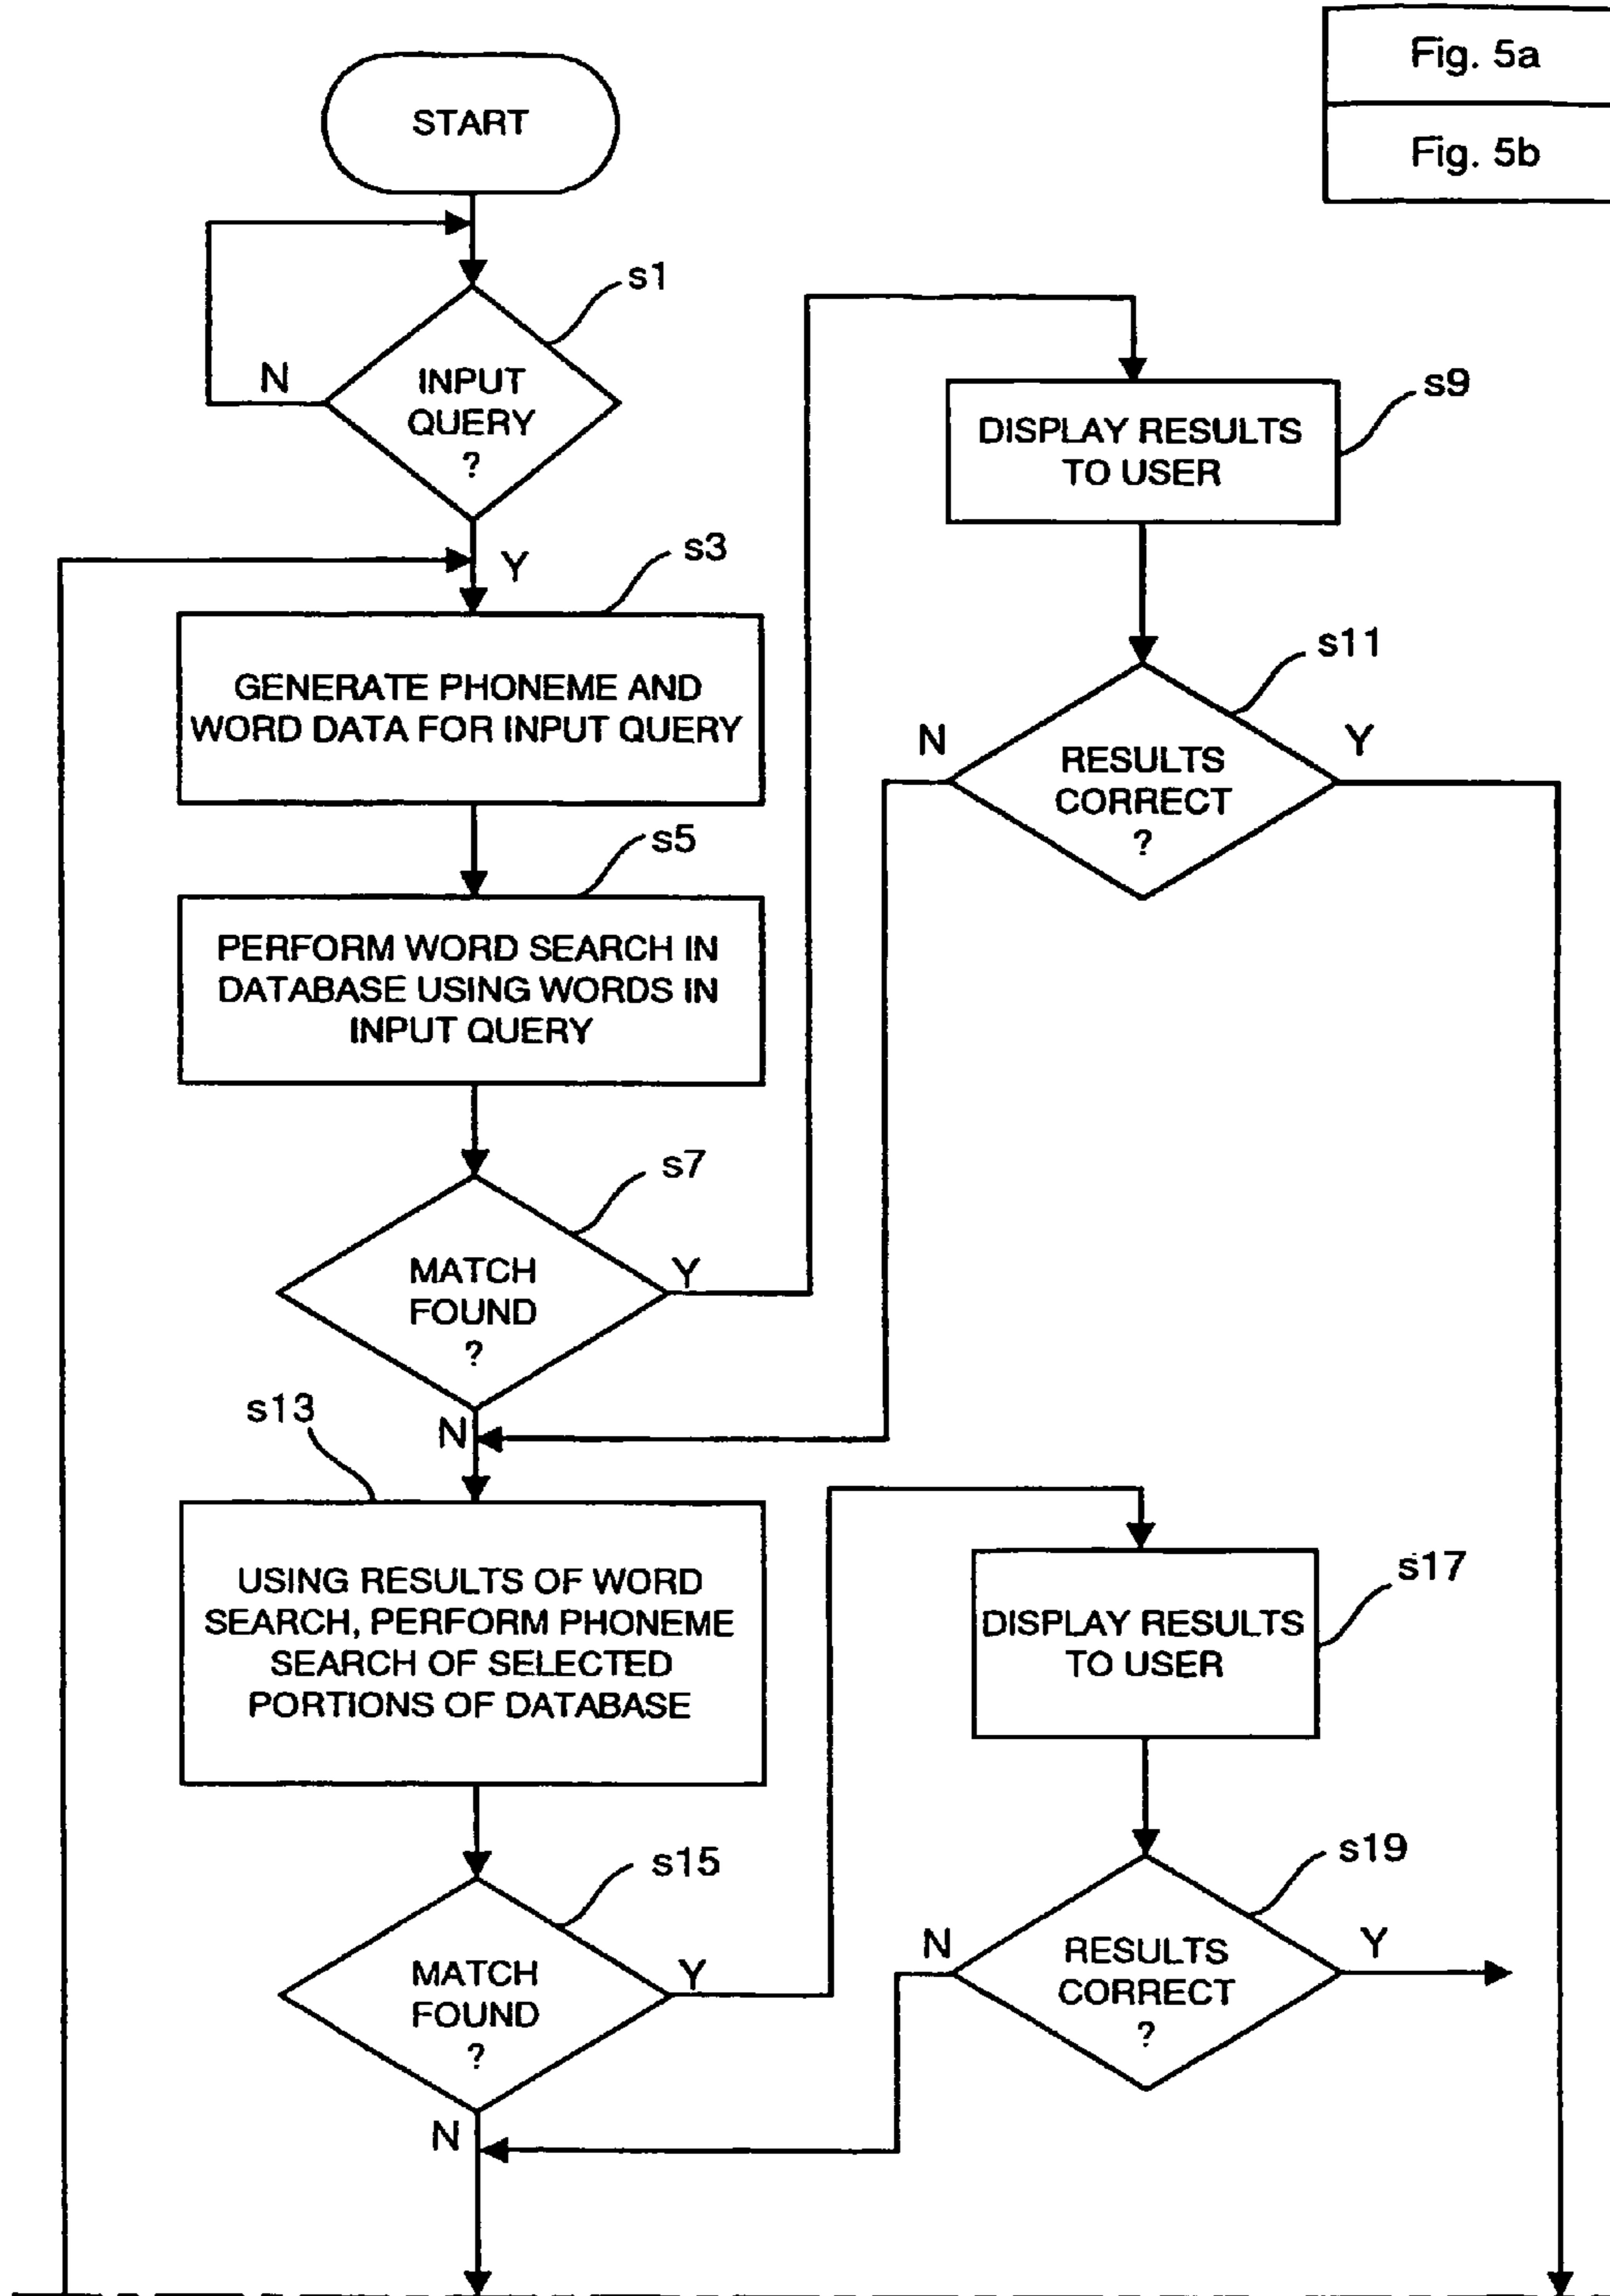 Fig. 5a
Fig. 5b
START
s1
N
INPUT
QUERY
?
Y
s3
GENERATE PHONEME AND
WORD DATA FOR INPUT QUERY
s5
PERFORM WORD SEARCH IN
DATABASE USING WORDS IN
INPUT QUERY
s7
MATCH
FOUND
?
Y
N
s9
DISPLAY RESULTS
TO USER
s11
N
Y
RESULTS
CORRECT
?
s13
USING RESULTS OF WORD
SEARCH, PERFORM PHONEME
SEARCH OF SELECTED
PORTIONS OF DATABASE
s15
MATCH
FOUND
?
Y
N
s17
DISPLAY RESULTS
TO USER
s19
N
Y
RESULTS
CORRECT
?